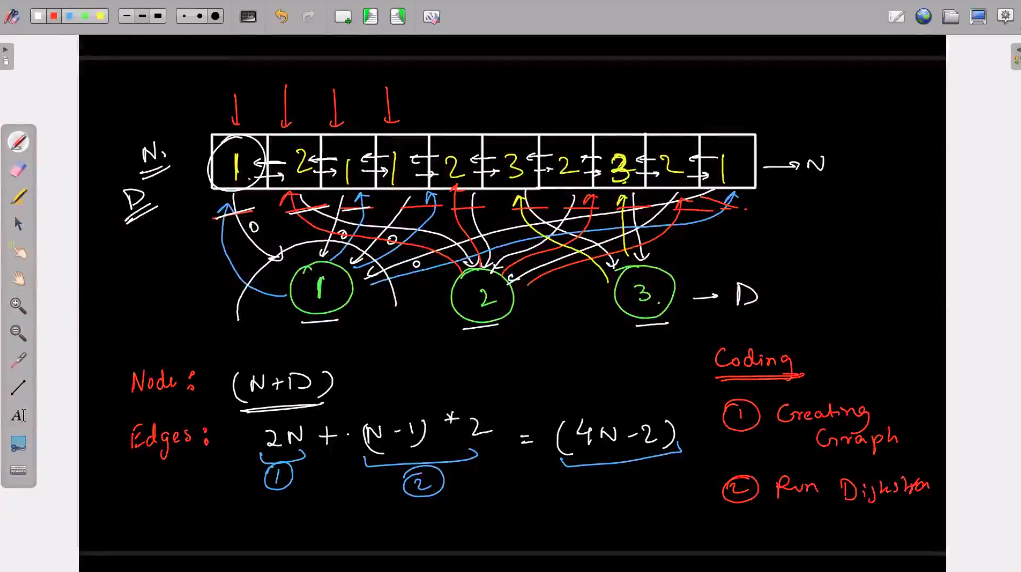 N,
1 2 1 1 2 3 2 3 2 1
→ N
D
0 0 0 0
1 2 3.
→ D
Node: (N+D)
Edges: 2N + (N-1) * 2 = (4N-2)
1 2
Coding
1 Creating
Graph
2 Run Dijkstra